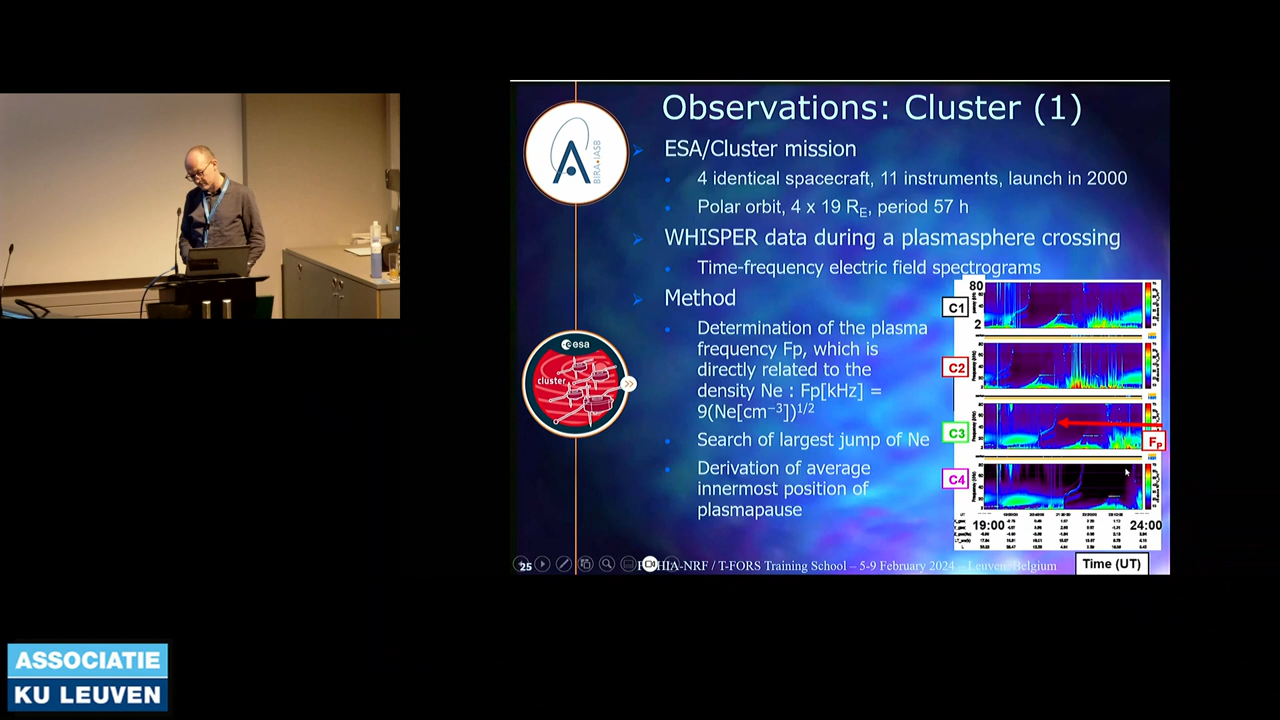 Observations: Cluster (1)
BIRA•IASB
ESA/Cluster mission
4 identical spacecraft, 11 instruments, launch in 2000
Polar orbit, 4 x 19 RE, period 57 h
WHISPER data during a plasmasphere crossing
Time-frequency electric field spectrograms
Method
Determination of the plasma
frequency Fp, which is
directly related to the
density Ne : Fp[kHz] =
9(Ne[cm⁻³])¹/²
Search of largest jump of Ne
Derivation of average
innermost position of
plasmapause
esa
cluster
80
2
C1
C2
C3
C4
FP
19:00
24:00
Time (UT)
25
-NRF / T-FORS Training School – 5-9 February 2024 – Leuven, Belgium
ASSOCIATIE
KU LEUVEN